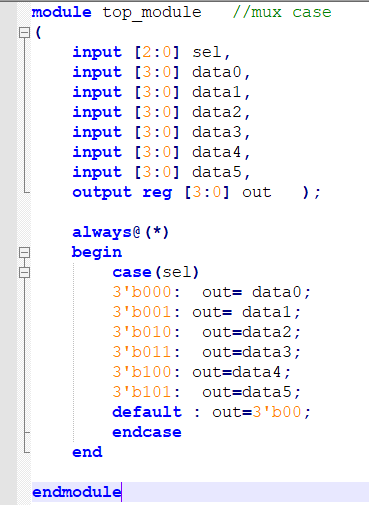 module top_module   //mux case
(
    input [2:0] sel,
    input [3:0] data0,
    input [3:0] data1,
    input [3:0] data2,
    input [3:0] data3,
    input [3:0] data4,
    input [3:0] data5,
    output reg [3:0] out   );
    always@(*)
    begin
        case(sel)
        3'b000:  out= data0;
        3'b001: out= data1;
        3'b010:  out=data2;
        3'b011:  out=data3;
        3'b100: out=data4;
        3'b101:  out=data5;
        default : out=3'b00;
        endcase
    end
endmodule